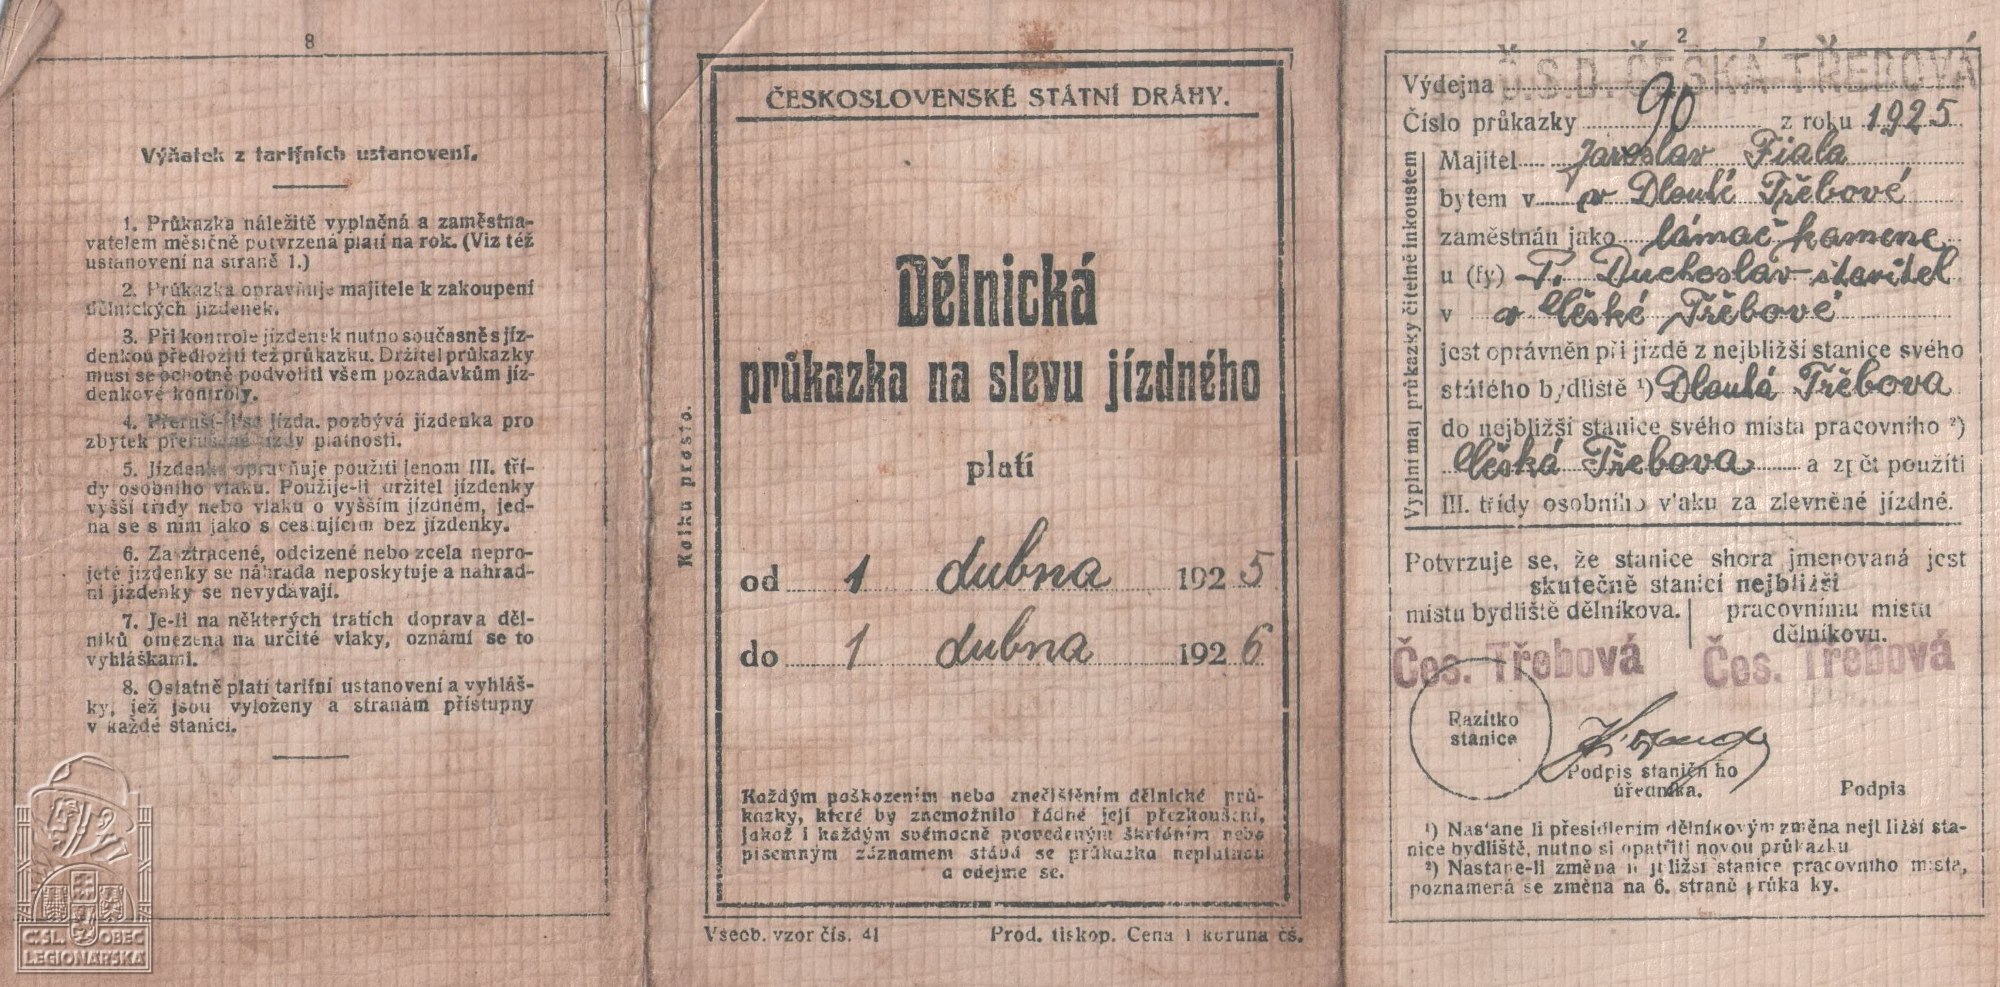 8
Výňatek z tarifních ustanovení.
1. Průkazka náležitě vyplněná a zaměstna-
vatelem měsíčně potvrzená platí na rok. (Viz též
ustanovení na straně 1.)
2. Průkazka opravňuje majitele k zakoupení
dělnických jízdenek.
3. Při kontrole jízdenek nutno současně s jíz-
denkou předložiti též průkazku. Držitel průkazky
musí se ochotně podvoliti všem požadavkům jíz-
denkové kontroly.
4. Přeruší-li se jízda, pozbývá jízdenka pro
zbytek přerušené jízdy platnosti.
5. Jízdenka opravňuje použíti jenom III. tří-
dy osobního vlaku. Použije-li držitel jízdenky
vyšší třídy nebo vlaku o vyšším jízdném, jed-
ná se s ním jako s cestujícím bez jízdenky.
6. Za ztracené, odcizené nebo zcela nepro-
jeté jízdenky se náhrada neposkytuje a náhrad-
ní jízdenky se nevydávají.
7. Je-li na některých tratích doprava děl-
níků omezena na určité vlaky, oznámí se to
vyhláškami.
8. Ostatně platí tarifní ustanovení a vyhláš-
ky, jež jsou vyloženy a stranám přístupny
v každé stanici.
Č.SL. OBEC
LEGIONÁŘSKÁ
ČESKOSLOVENSKÉ STÁTNÍ DRÁHY.
Dělnická
průkazka na slevu jízdného
platí
od 1 dubna 1925
do 1 dubna 1926
Kolku prosto.
Každým poškozením nebo znečištěním dělnické prů-
kazky, které by znemožnilo řádné její přezkoušení,
jakož i každým svémocně provedeným škrtáním nebo
písemným záznamem stává se průkazka neplatnou
a odejme se.
Vseob. vzor čís. 41 Prod. tiskop. Cena 1 koruna čs.
2
Výdejna Č.S.D. ČESKÁ TŘEBOVÁ
Číslo průkazky 90 z roku 1925
Vyplní maj. průkazky čitelně inkoustem
Majitel Jaroslav Fiala
bytem v v Dlouhé Třebové
zaměstnán jako lámač kamene
u (fy) F. Duchoslav stavitel
v v České Třebové
jest oprávněn při jízdě z nejbližší stanice svého
stálého bydliště ¹) Dlouhá Třebova
do nejbližší stanice svého místa pracovního ²)
Česká Třebova a zpět použíti
III. třídy osobního vlaku za zlevněné jízdné.
Potvrzuje se, že stanice shora jmenovaná jest
skutečně stanicí nejbližší
místu bydliště dělníkova. | pracovnímu místu
dělníkovu.
Čes. Třebová Čes. Třebová
Razítko
stanice
Podpis staničního
úředníka.
Podpis
¹) Nastane li přesídlením dělníkovým změna nejbližší sta-
nice bydliště, nutno si opatřiti novou průkazku
²) Nastane-li změna nejbližší stanice pracovního místa,
poznamená se změna na 6. straně průkazky.